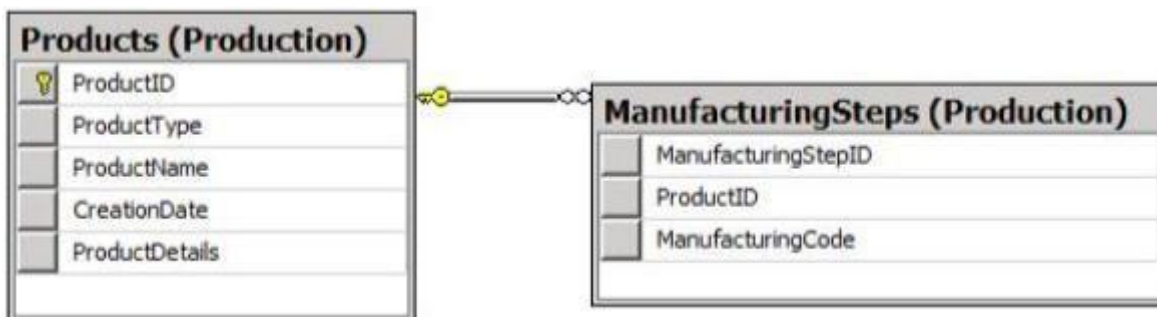 Products (Production)
ProductID
ProductType
ProductName
CreationDate
ProductDetails
ManufacturingSteps (Production)
ManufacturingStepID
ProductID
ManufacturingCode